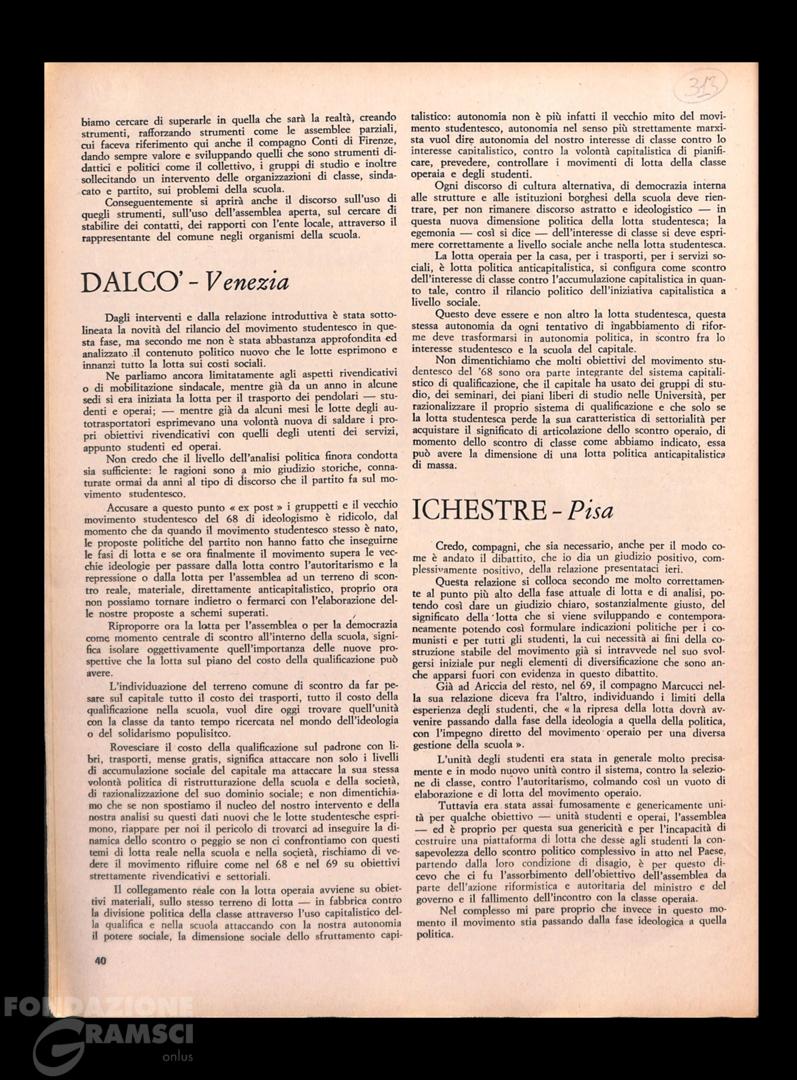 313
biamo cercare di superarle in quella che sarà la realtà, creando
strumenti, rafforzando strumenti come le assemblee parziali,
cui faceva riferimento qui anche il compagno Conti di Firenze,
dando sempre valore e sviluppando quelli che sono strumenti di-
dattici e politici come il collettivo, i gruppi di studio e inoltre
sollecitando un intervento delle organizzazioni di classe, sinda-
cato e partito, sui problemi della scuola.
Conseguentemente si aprirà anche il discorso sull'uso di
quegli strumenti, sull'uso dell'assemblea aperta, sul cercare di
stabilire dei contatti, dei rapporti con l'ente locale, attraverso il
rappresentante del comune negli organismi della scuola.
DALCO' - Venezia
Dagli interventi e dalla relazione introduttiva è stata sotto-
lineata la novità del rilancio del movimento studentesco in que-
sta fase, ma secondo me non è stata abbastanza approfondita ed
analizzato il contenuto politico nuovo che le lotte esprimono e
innanzi tutto la lotta sui costi sociali.
Ne parliamo ancora limitatamente agli aspetti rivendicativi
o di mobilitazione sindacale, mentre già da un anno in alcune
sedi si era iniziata la lotta per il trasporto dei pendolari — stu-
denti e operai; — mentre già da alcuni mesi le lotte degli au-
totrasportatori esprimevano una volontà nuova di saldare i pro-
pri obiettivi rivendicativi con quelli degli utenti dei servizi,
appunto studenti ed operai.
Non credo che il livello dell'analisi politica finora condotta
sia sufficiente: le ragioni sono a mio giudizio storiche, conna-
turate ormai da anni al tipo di discorso che il partito fa sul mo-
vimento studentesco.
Accusare a questo punto « ex post » i gruppetti e il vecchio
movimento studentesco del 68 di ideologismo è ridicolo, dal
momento che da quando il movimento studentesco stesso è nato,
le proposte politiche del partito non hanno fatto che inseguirne
le fasi di lotta e se ora finalmente il movimento supera le vec-
chie ideologie per passare dalla lotta contro l'autoritarismo e la
repressione o dalla lotta per l'assemblea ad un terreno di scon-
tro reale, materiale, direttamente anticapitalistico, proprio ora
non possiamo tornare indietro o fermarci con l'elaborazione del-
le nostre proposte a schemi superati.
Riproporre ora la lotta per l'assemblea o per la democrazia
come momento centrale di scontro all'interno della scuola, signi-
fica isolare oggettivamente quell'importanza delle nuove pro-
spettive che la lotta sul piano del costo della qualificazione può
avere.
L'individuazione del terreno comune di scontro da far pe-
sare sul capitale tutto il costo dei trasporti, tutto il costo della
qualificazione nella scuola, vuol dire oggi trovare quell'unità
con la classe da tanto tempo ricercata nel mondo dell'ideologia
o del solidarismo populisitco.
Rovesciare il costo della qualificazione sul padrone con li-
bri, trasporti, mense gratis, significa attaccare non solo i livelli
di accumulazione sociale del capitale ma attaccare la sua stessa
volontà politica di ristrutturazione della scuola e della società,
di razionalizzazione del suo dominio sociale; e non dimentichia-
mo che se non spostiamo il nucleo del nostro intervento e della
nostra analisi su questi dati nuovi che le lotte studentesche espri-
mono, riappare per noi il pericolo di trovarci ad inseguire la di-
namica dello scontro o peggio se non ci confrontiamo con questi
temi di lotta reale nella scuola e nella società, rischiamo di ve-
dere il movimento rifluire come nel 68 e nel 69 su obiettivi
strettamente rivendicativi e settoriali.
Il collegamento reale con la lotta operaia avviene su obiet-
tivi materiali, sullo stesso terreno di lotta — in fabbrica contro
la divisione politica della classe attraverso l'uso capitalistico del-
la qualifica e nella scuola attaccando con la nostra autonomia
il potere sociale, la dimensione sociale dello sfruttamento capi-
40
talistico: autonomia non è più infatti il vecchio mito del movi-
mento studentesco, autonomia nel senso più strettamente marxi-
sta vuol dire autonomia del nostro interesse di classe contro lo
interesse capitalistico, contro la volontà capitalistica di pianifi-
care, prevedere, controllare i movimenti di lotta della classe
operaia e degli studenti.
Ogni discorso di cultura alternativa, di democrazia interna
alle strutture e alle istituzioni borghesi della scuola deve rien-
trare, per non rimanere discorso astratto e ideologistico — in
questa nuova dimensione politica della lotta studentesca; la
egemonia — così si dice — dell'interesse di classe si deve espri-
mere correttamente a livello sociale anche nella lotta studentesca.
La lotta operaia per la casa, per i trasporti, per i servizi so-
ciali, è lotta politica anticapitalistica, si configura come scontro
dell'interesse di classe contro l'accumulazione capitalistica in quan-
to tale, contro il rilancio politico dell'iniziativa capitalistica a
livello sociale.
Questo deve essere e non altro la lotta studentesca, questa
stessa autonomia da ogni tentativo di ingabbiamento di rifor-
me deve trasformarsi in autonomia politica, in scontro fra lo
interesse studentesco e la scuola del capitale.
Non dimentichiamo che molti obiettivi del movimento stu-
dentesco del '68 sono ora parte integrante del sistema capitali-
stico di qualificazione, che il capitale ha usato dei gruppi di stu-
dio, dei seminari, dei piani liberi di studio nelle Università, per
razionalizzare il proprio sistema di qualificazione e che solo se
la lotta studentesca perde la sua caratteristica di settorialità per
acquistare il significato di articolazione dello scontro operaio, di
momento dello scontro di classe come abbiamo indicato, essa
può avere la dimensione di una lotta politica anticapitalistica
di massa.
ICHESTRE - Pisa
Credo, compagni, che sia necessario, anche per il modo co-
me è andato il dibattito, che io dia un giudizio positivo, com-
plessivamente positivo, della relazione presentataci ieri.
Questa relazione si colloca secondo me molto correttamen-
te al punto più alto della fase attuale di lotta e di analisi, po-
tendo così dare un giudizio chiaro, sostanzialmente giusto, del
significato della lotta che si viene sviluppando e contempora-
neamente potendo così formulare indicazioni politiche per i co-
munisti e per tutti gli studenti, la cui necessità ai fini della co-
struzione stabile del movimento già si intravvede nel suo svol-
gersi iniziale pur negli elementi di diversificazione che sono an-
che apparsi fuori con evidenza in questo dibattito.
Già ad Ariccia del resto, nel 69, il compagno Marcucci nel-
la sua relazione diceva fra l'altro, individuando i limiti della
esperienza degli studenti, che « la ripresa della lotta dovrà av-
venire passando dalla fase della ideologia a quella della politica,
con l'impegno diretto del movimento operaio per una diversa
gestione della scuola ».
L'unità degli studenti era stata in generale molto precisa-
mente e in modo nuovo unità contro il sistema, contro la selezio-
ne di classe, contro l'autoritarismo, colmando così un vuoto di
elaborazione e di lotta del movimento operaio.
Tuttavia era stata assai fumosamente e genericamente uni-
tà per qualche obiettivo — unità studenti e operai, l'assemblea
— ed è proprio per questa sua genericità e per l'incapacità di
costruire una piattaforma di lotta che desse agli studenti la con-
sapevolezza dello scontro politico complessivo in atto nel Paese,
partendo dalla loro condizione di disagio, è per questo di-
cevo che ci fu l'assorbimento dell'obiettivo dell'assemblea da
parte dell'azione riformistica e autoritaria del ministro e del
governo e il fallimento dell'incontro con la classe operaia.
Nel complesso mi pare proprio che invece in questo mo-
mento il movimento stia passando dalla fase ideologica a quella
politica.
FONDAZIONE
GRAMSCI
onlus